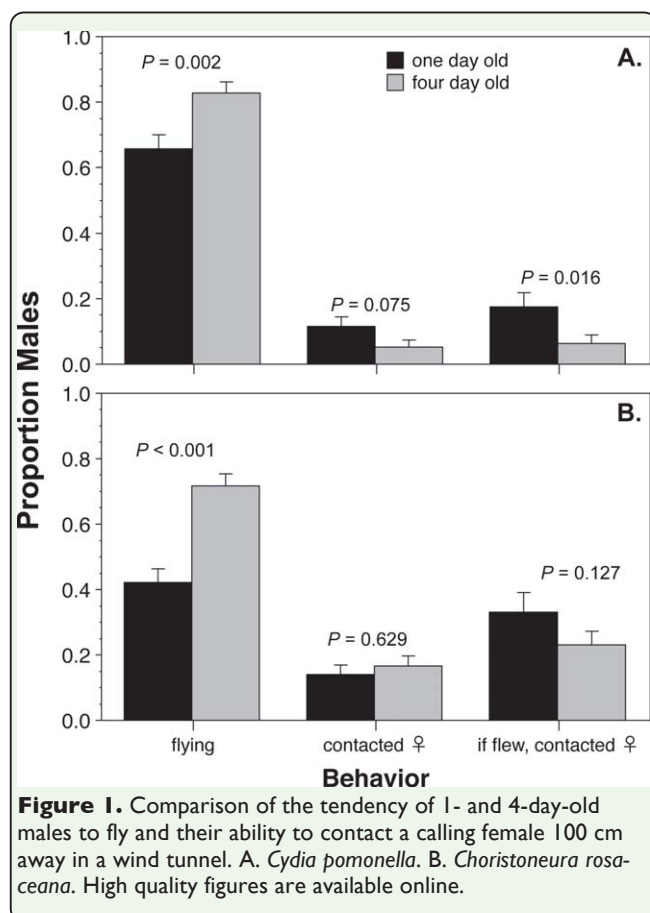 1.0
P = 0.002
one day old
four day old
A.
0.8
0.6
0.4
P = 0.075
P = 0.016
0.2
0.0
Proportion Males
1.0
B.
P < 0.001
0.8
0.6
P = 0.127
0.4
P = 0.629
0.2
0.0
flying
contacted ♀
if flew, contacted ♀
Behavior
Figure 1. Comparison of the tendency of 1- and 4-day-old
males to fly and their ability to contact a calling female 100 cm
away in a wind tunnel. A. Cydia pomonella. B. Choristoneura rosa-
ceana. High quality figures are available online.